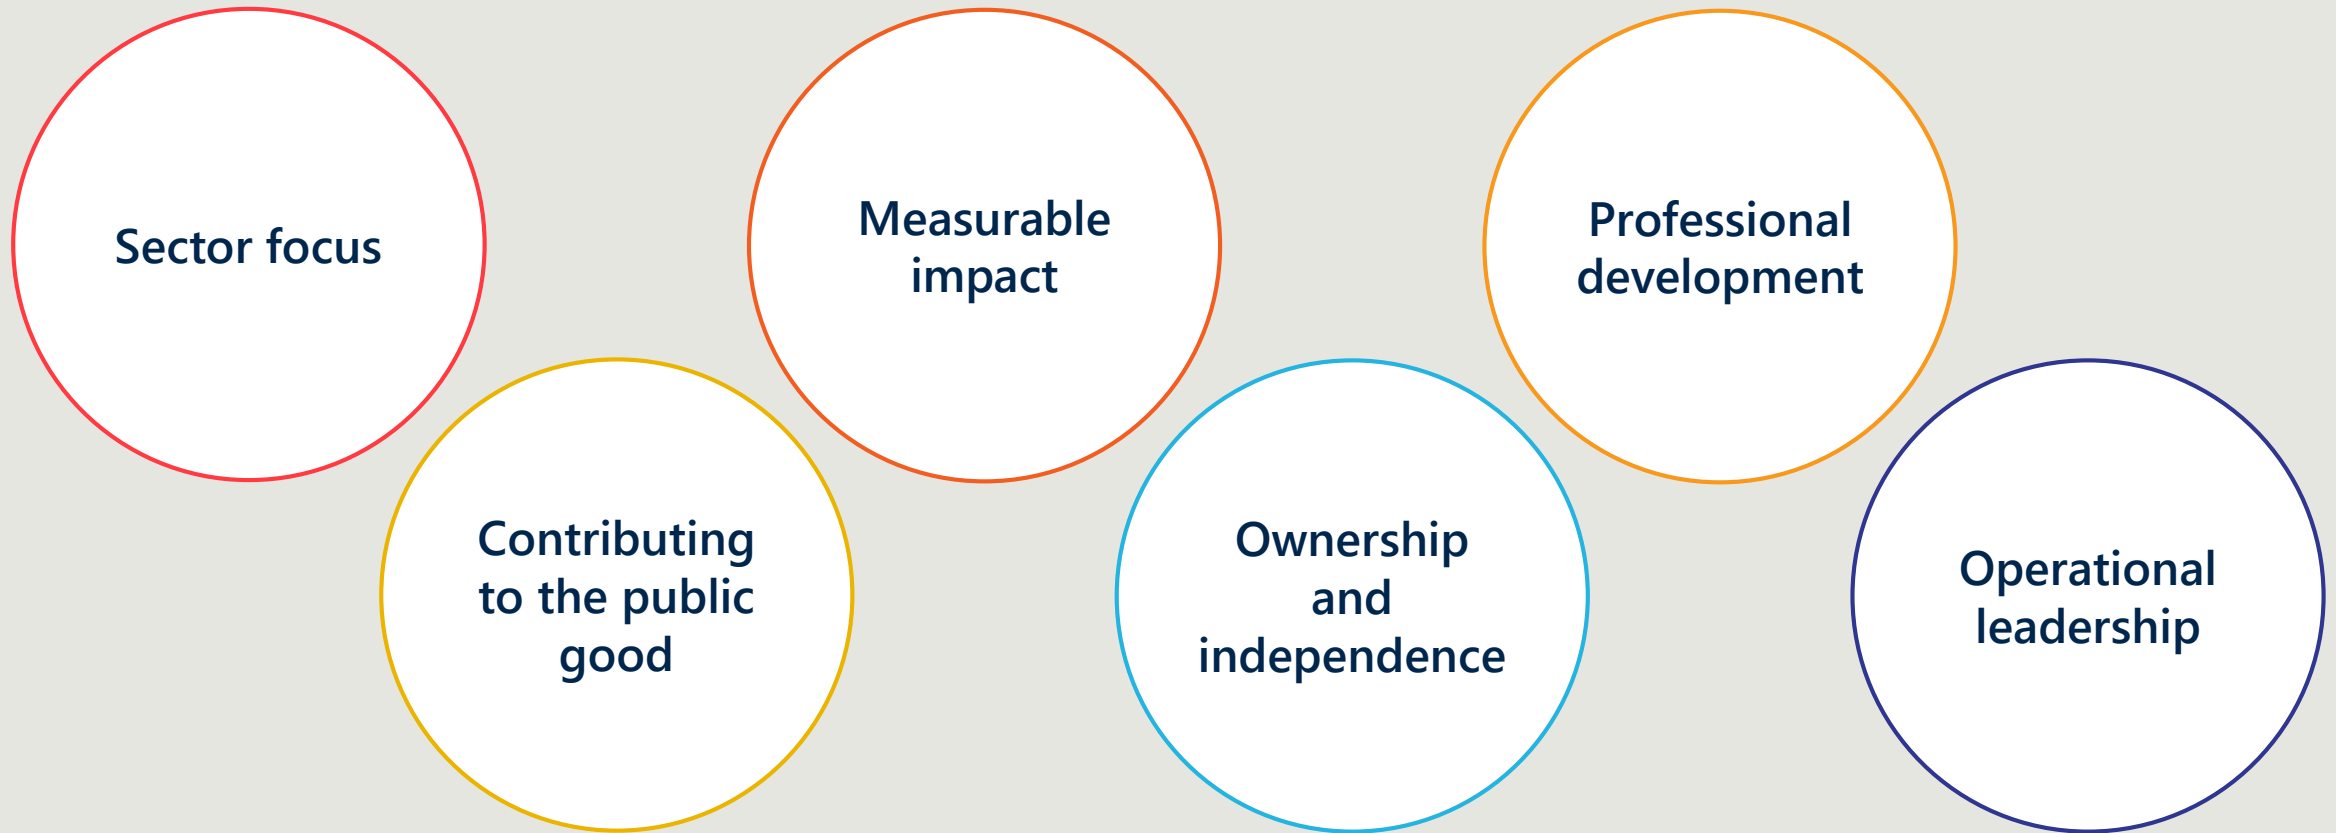 Sector focus
Contributing
to the public
good
Measurable
impact
Ownership
and
independence
Professional
development
Operational
leadership